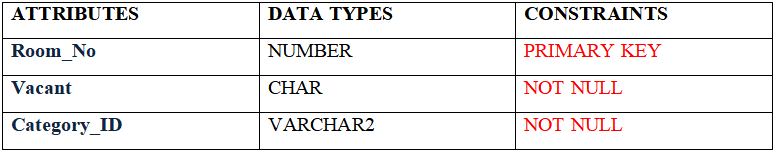 ATTRIBUTES DATA TYPES CONSTRAINTS
Room_No NUMBER PRIMARY KEY
Vacant CHAR NOT NULL
Category_ID VARCHAR2 NOT NULL